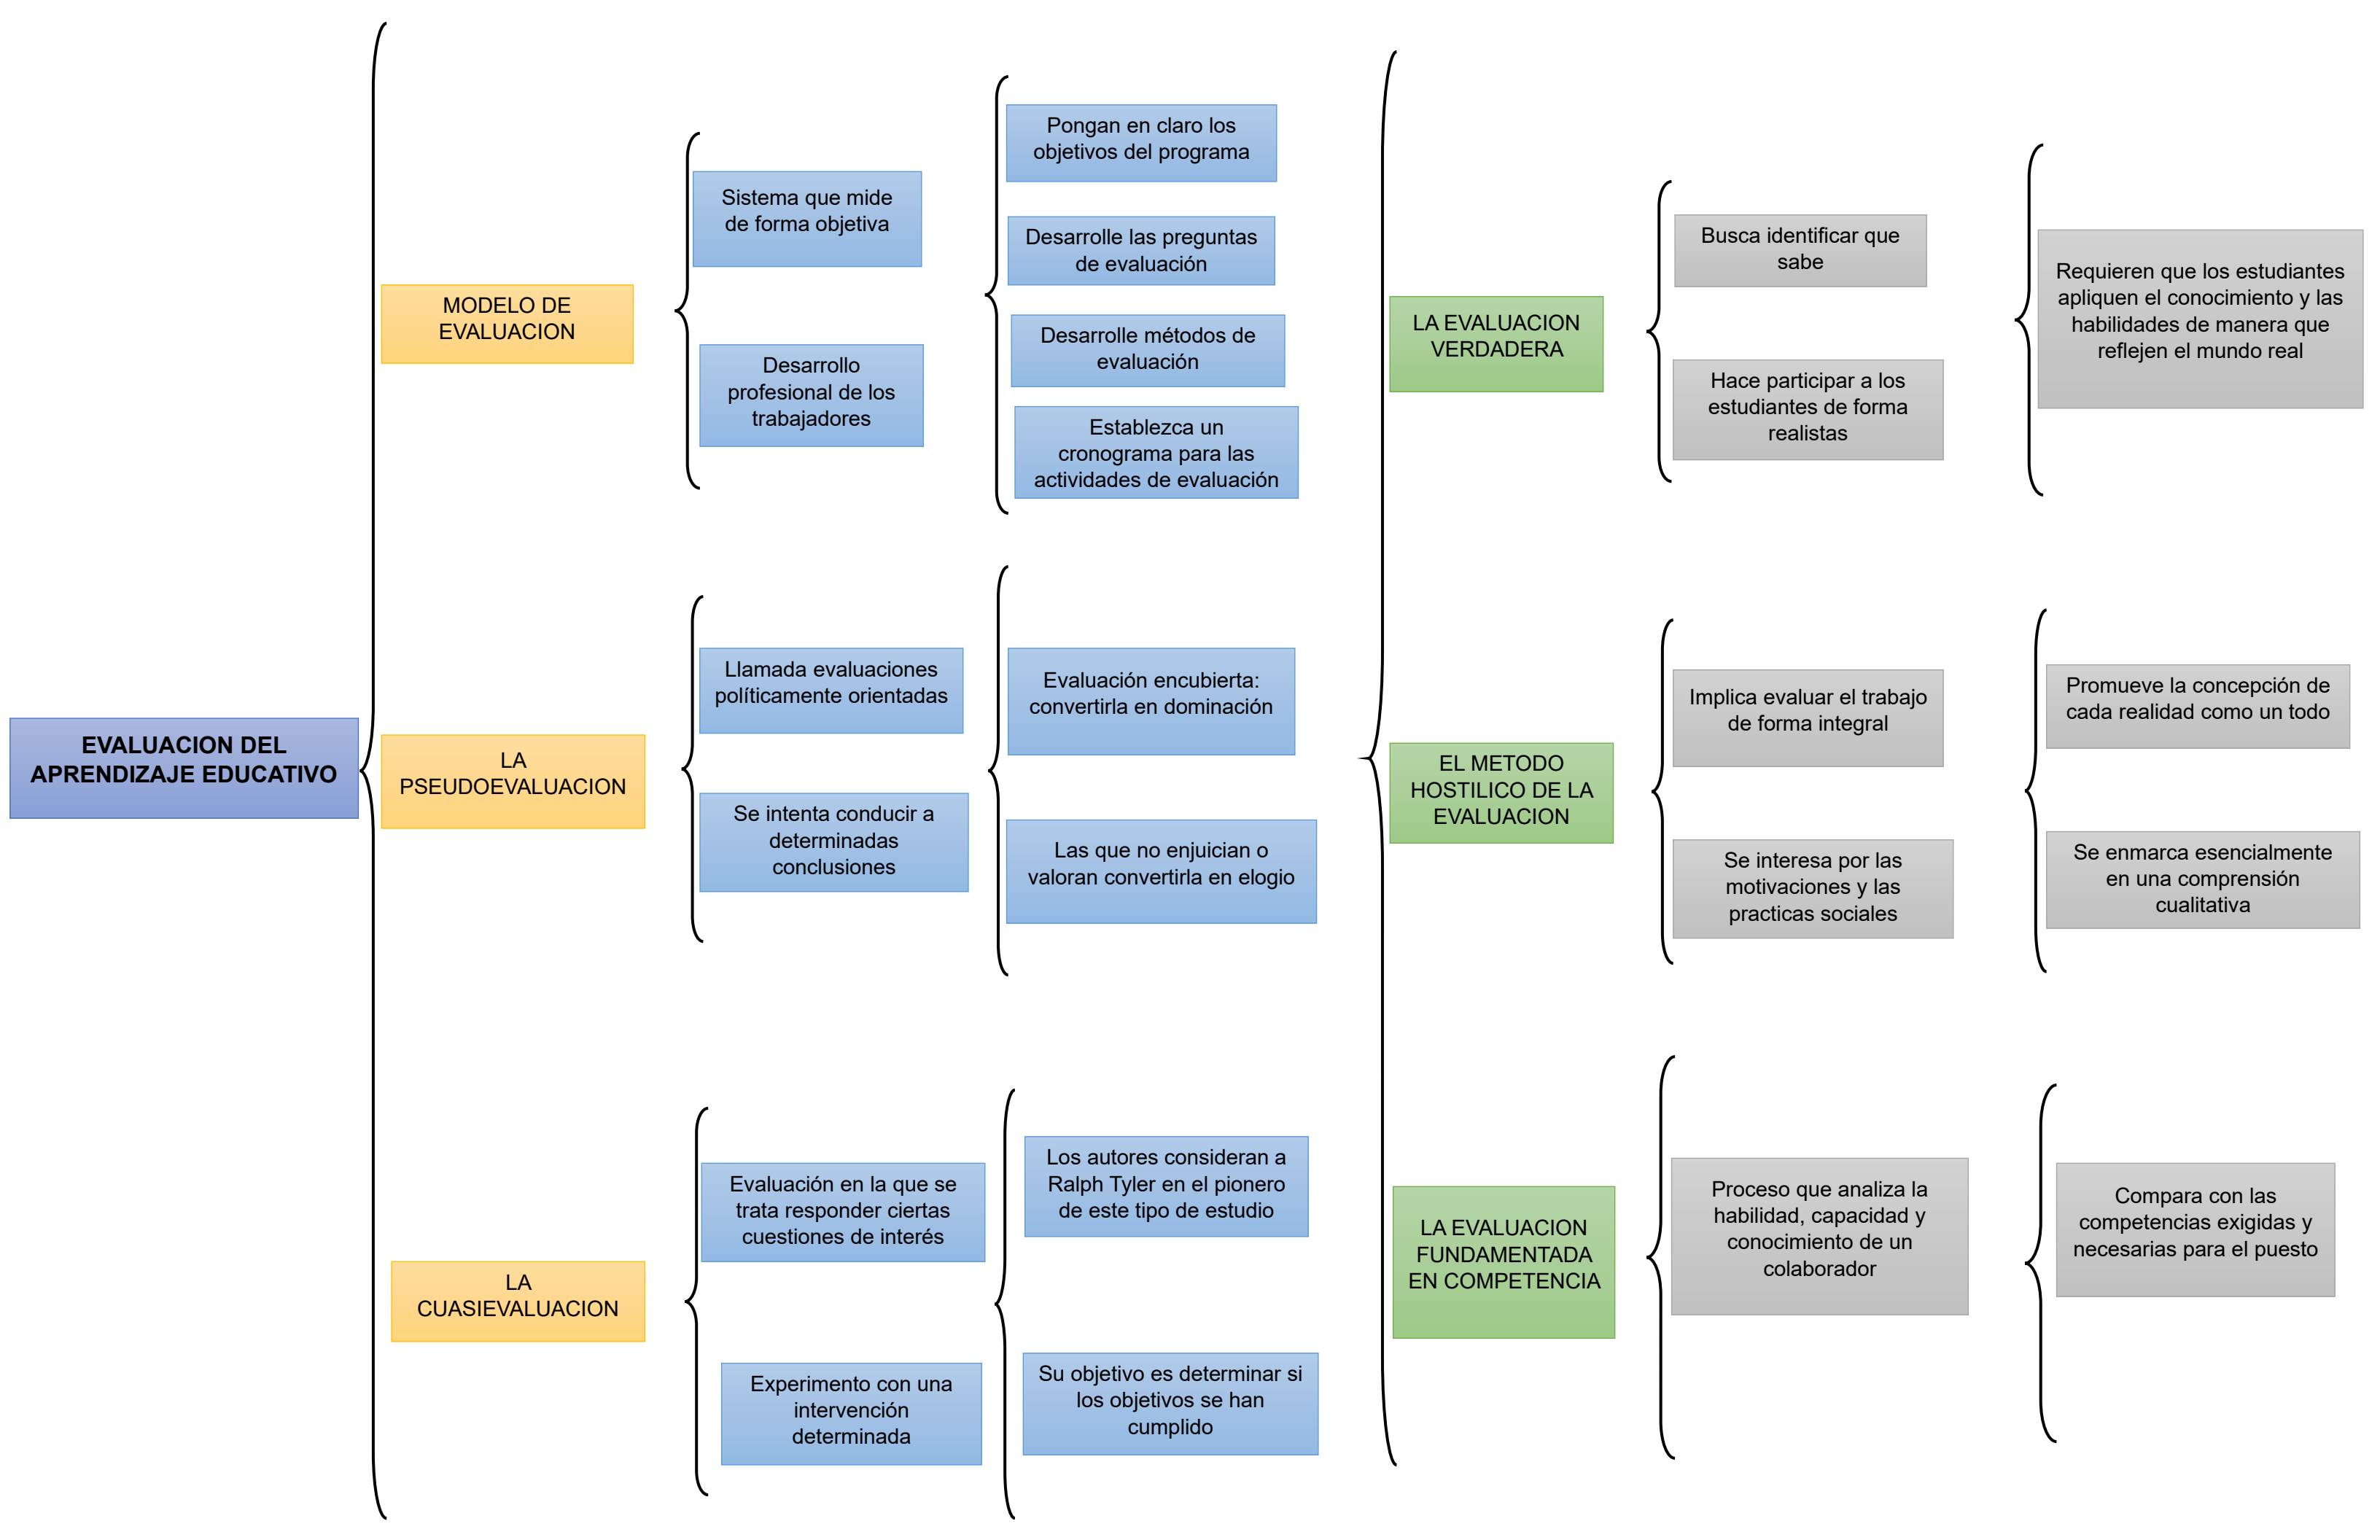 EVALUACION DEL
APRENDIZAJE EDUCATIVO
MODELO DE
EVALUACION
Sistema que mide
de forma objetiva
Desarrollo
profesional de los
trabajadores
Pongan en claro los
objetivos del programa
Desarrolle las preguntas
de evaluación
Desarrolle métodos de
evaluación
Establezca un
cronograma para las
actividades de evaluación
LA
PSEUDOEVALUACION
Llamada evaluaciones
políticamente orientadas
Se intenta conducir a
determinadas
conclusiones
Evaluación encubierta:
convertirla en dominación
Las que no enjuician o
valoran convertirla en elogio
LA
CUASIEVALUACION
Evaluación en la que se
trata responder ciertas
cuestiones de interés
Experimento con una
intervención
determinada
Los autores consideran a
Ralph Tyler en el pionero
de este tipo de estudio
Su objetivo es determinar si
los objetivos se han
cumplido
LA EVALUACION
VERDADERA
Busca identificar que
sabe
Hace participar a los
estudiantes de forma
realistas
Requieren que los estudiantes
apliquen el conocimiento y las
habilidades de manera que
reflejen el mundo real
EL METODO
HOSTILICO DE LA
EVALUACION
Implica evaluar el trabajo
de forma integral
Se interesa por las
motivaciones y las
practicas sociales
Promueve la concepción de
cada realidad como un todo
Se enmarca esencialmente
en una comprensión
cualitativa
LA EVALUACION
FUNDAMENTADA
EN COMPETENCIA
Proceso que analiza la
habilidad, capacidad y
conocimiento de un
colaborador
Compara con las
competencias exigidas y
necesarias para el puesto